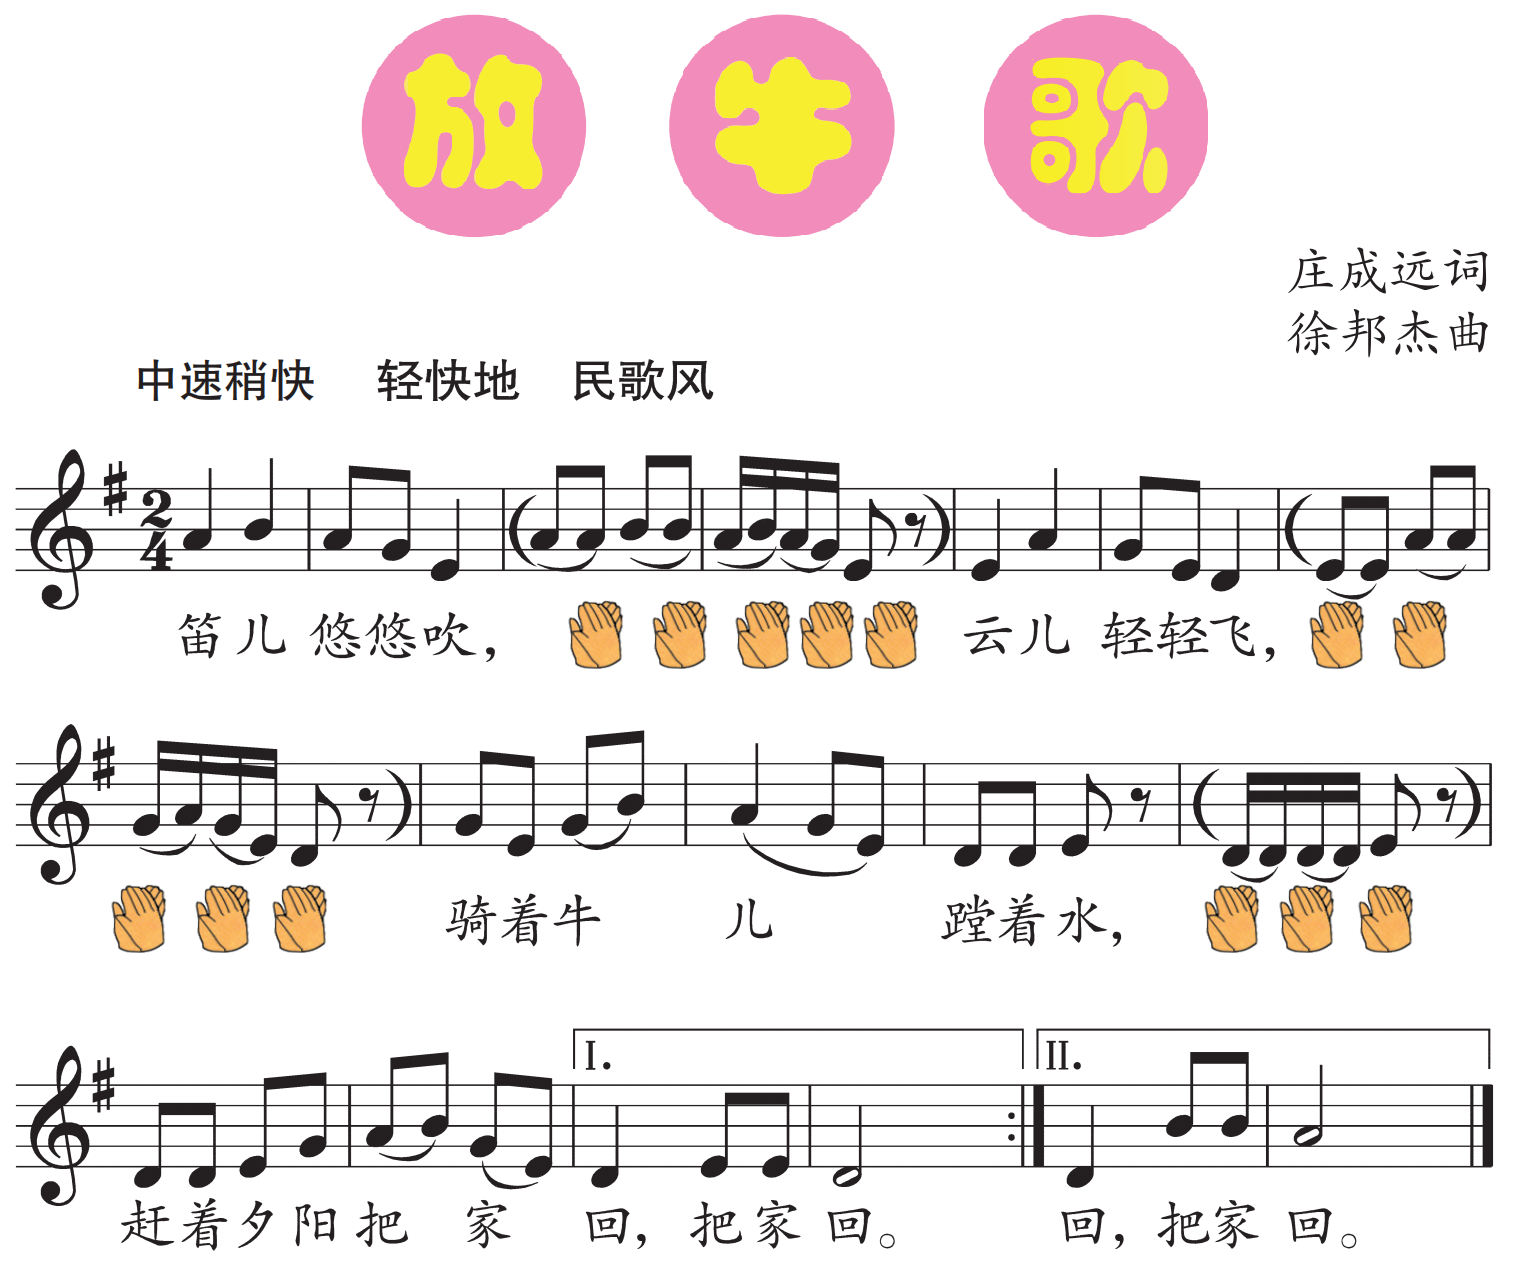 放牛歌
庄成远词
徐邦杰曲
中速稍快 轻快地 民歌风
2
4
笛儿 悠悠吹， 云儿 轻轻飞，
骑着牛 儿 蹚着水，
I. II.
赶着夕阳把 家 回，把家回。 回，把家回。